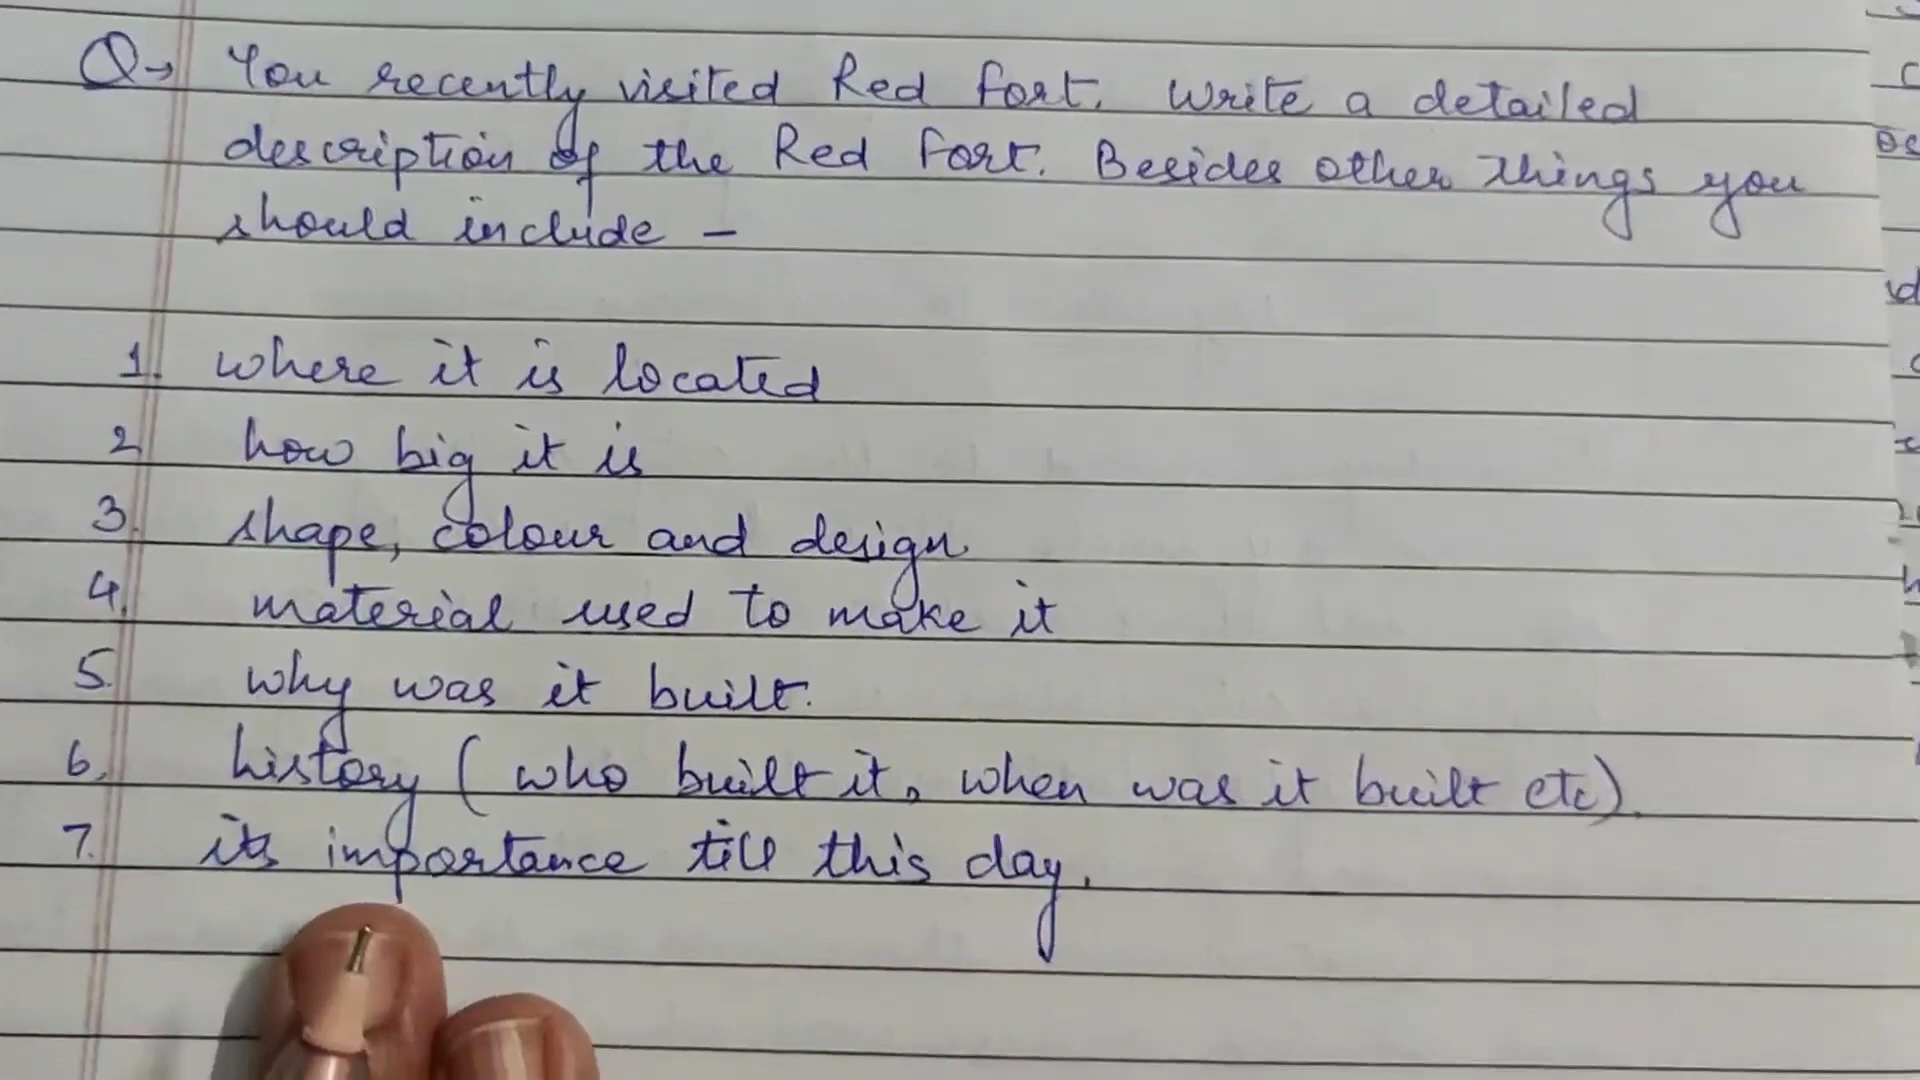 Q→ You recently visited Red Fort. Write a detailed
description of the Red Fort. Besides other things you
should include -
1. where it is located
2 how big it is
3. shape, colour and design
4. material used to make it
5. why was it built.
6. history ( who built it, when was it built etc).
7. its importance till this day.